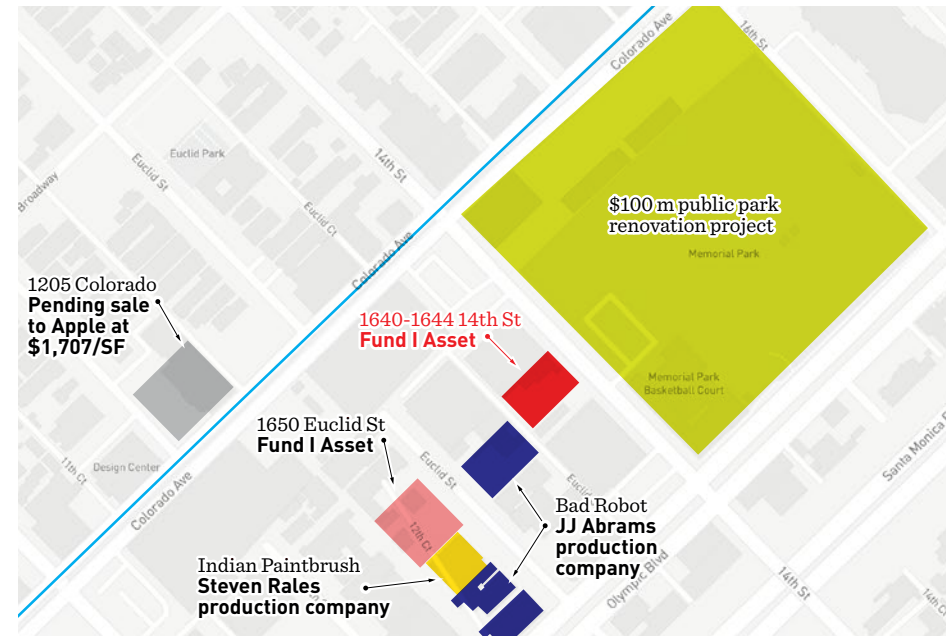 Colorado Ave
16th St
Euclid Park
14th St
Broadway
Euclid St
Euclid Ct
Colorado Ave
$100 m public park
renovation project
Memorial Park
1205 Colorado
Pending sale
to Apple at
$1,707/SF
1640-1644 14th St
Fund I Asset
Memorial Park
Basketball Court
1650 Euclid St
Fund I Asset
Santa Monica
11th Ct
Design Center
Colorado Ave
Euclid St
12th Ct
Bad Robot
JJ Abrams
production
company
Indian Paintbrush
Steven Rales
production company
Olympic Blvd
14th St
14th Ct